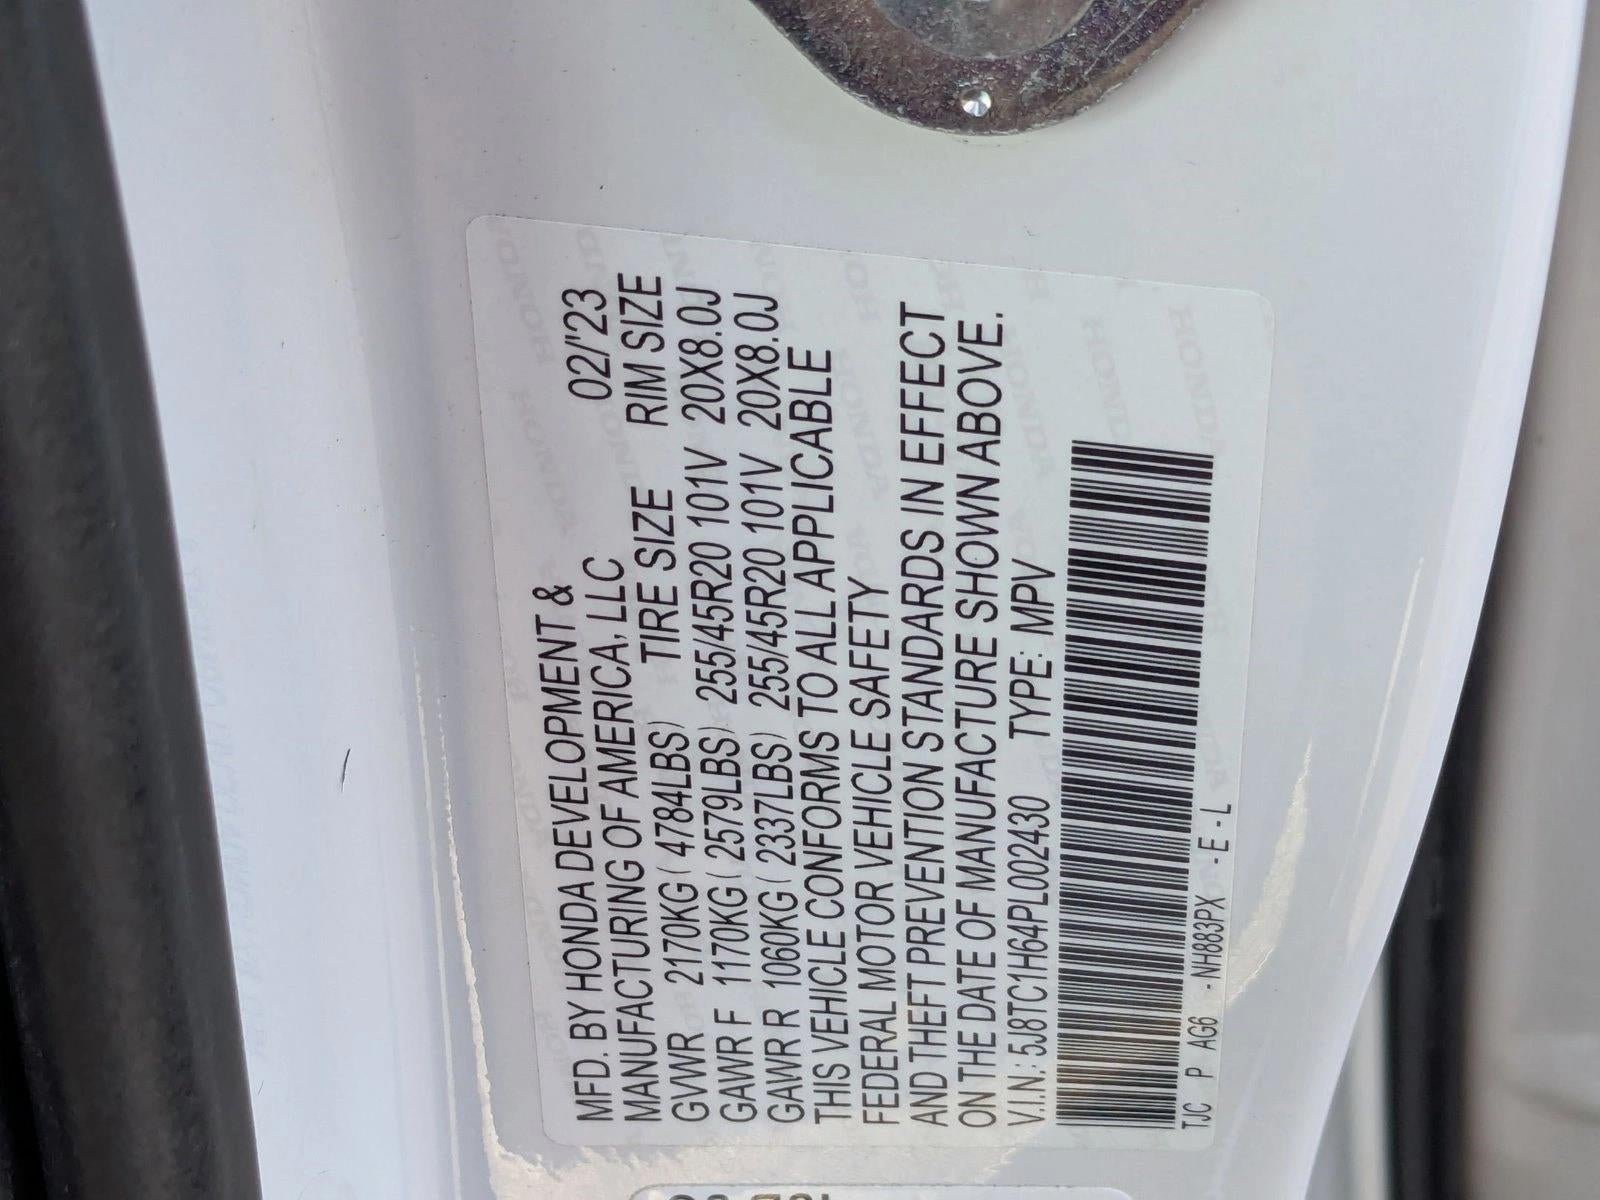 MFD. BY HONDA DEVELOPMENT & 02/'23
MANUFACTURING OF AMERICA, LLC
TIRE SIZE RIM SIZE
GVWR 2170KG ( 4784LBS) 255/45R20 101V 20X8.0J
GAWR F 1170KG ( 2579LBS) 255/45R20 101V 20X8.0J
GAWR R 1060KG ( 2337LBS)
THIS VEHICLE CONFORMS TO ALL APPLICABLE
FEDERAL MOTOR VEHICLE SAFETY
AND THEFT PREVENTION STANDARDS IN EFFECT
ON THE DATE OF MANUFACTURE SHOWN ABOVE.
V.I.N.: 5J8TC1H64PL002430 TYPE: MPV
TJC P AG6 - NH883PX - E - L